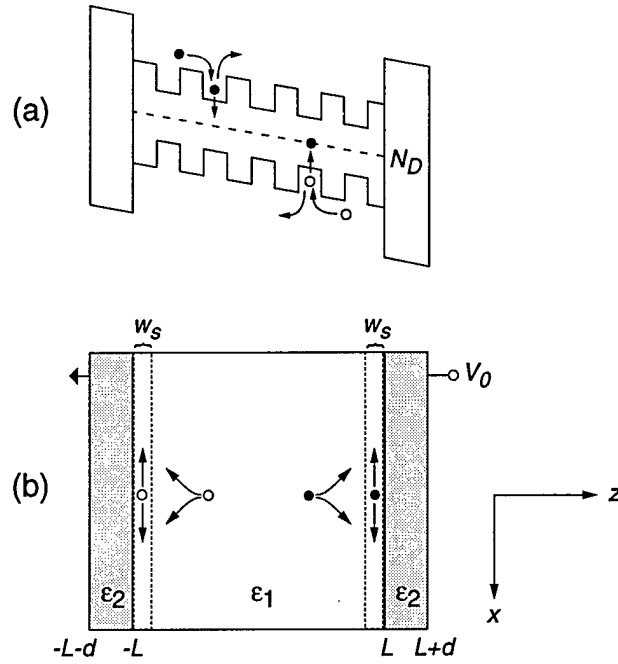 (a)
N_D
w_s w_s
V_0
(b)
z
ε_2 ε_1 ε_2
x
-L-d -L L L+d